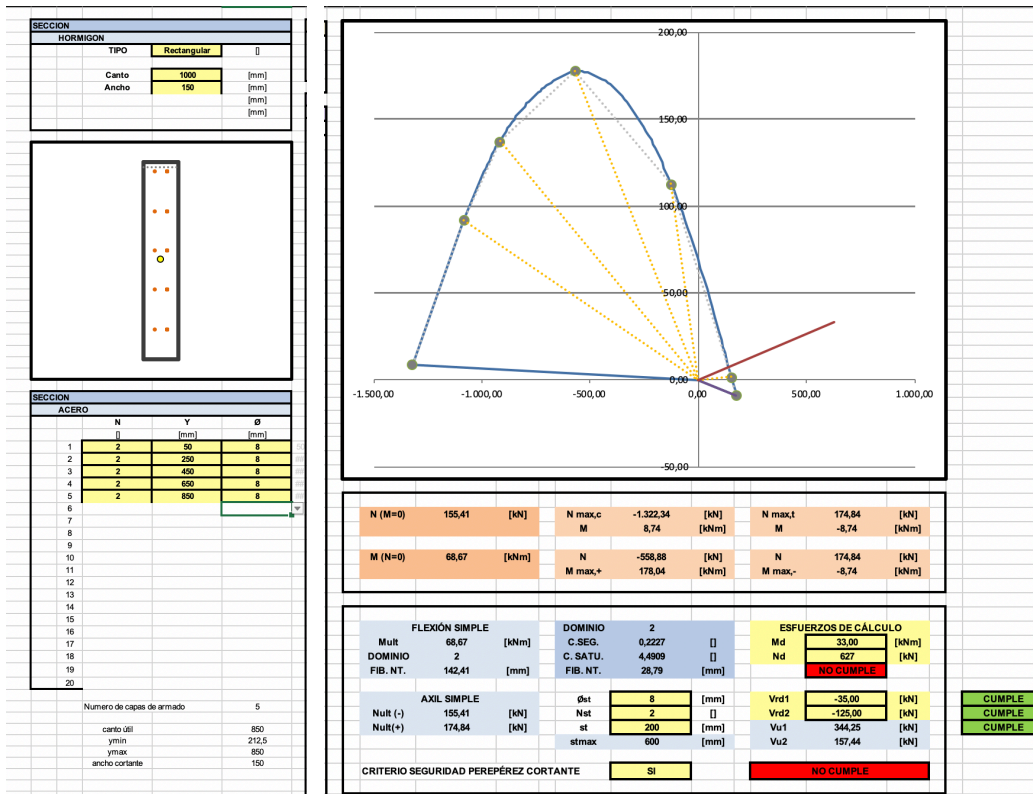 SECCION
HORMIGON
TIPO Rectangular []
Canto 1000 [mm]
Ancho 150 [mm]
[mm]
[mm]
200,00
150,00
100,00
50,00
0,00
-50,00
-1.500,00 -1000,00 -500,00 0,00 500,00 1.000,00
SECCION
ACERO
N Y Ø
[] [mm] [mm]
1 2 50 8
2 2 250 8
3 2 450 8
4 2 650 8
5 2 850 8
6
7
8
9
10
11
12
13
14
15
16
17
18
19
20
Numero de capas de armado 5
canto útil 850
ymin 212,5
ymax 850
ancho cortante 150
N (M=0) 155,41 [kN]
N max,c -1.322,34 [kN]
M 8,74 [kNm]
N max,t 174,84 [kN]
M -8,74 [kNm]
M (N=0) 68,67 [kNm]
N -558,88 [kN]
M max,+ 178,04 [kNm]
N 174,84 [kN]
M max,- -8,74 [kNm]
FLEXIÓN SIMPLE
Mult 68,67 [kNm]
DOMINIO 2
FIB. NT. 142,41 [mm]
DOMINIO 2
C.SEG. 0,2227 []
C. SATU. 4,4909 []
FIB. NT. 28,79 [mm]
ESFUERZOS DE CÁLCULO
Md 33,00 [kNm]
Nd 627 [kN]
NO CUMPLE
AXIL SIMPLE
Nult (-) 155,41 [kN]
Nult(+) 174,84 [kN]
Øst 8 [mm]
Nst 2 []
st 200 [mm]
stmax 600 [mm]
Vrd1 -35,00 [kN] CUMPLE
Vrd2 -125,00 [kN] CUMPLE
Vu1 344,25 [kN] CUMPLE
Vu2 157,44 [kN]
CRITERIO SEGURIDAD PEREPÉREZ CORTANTE SI NO CUMPLE